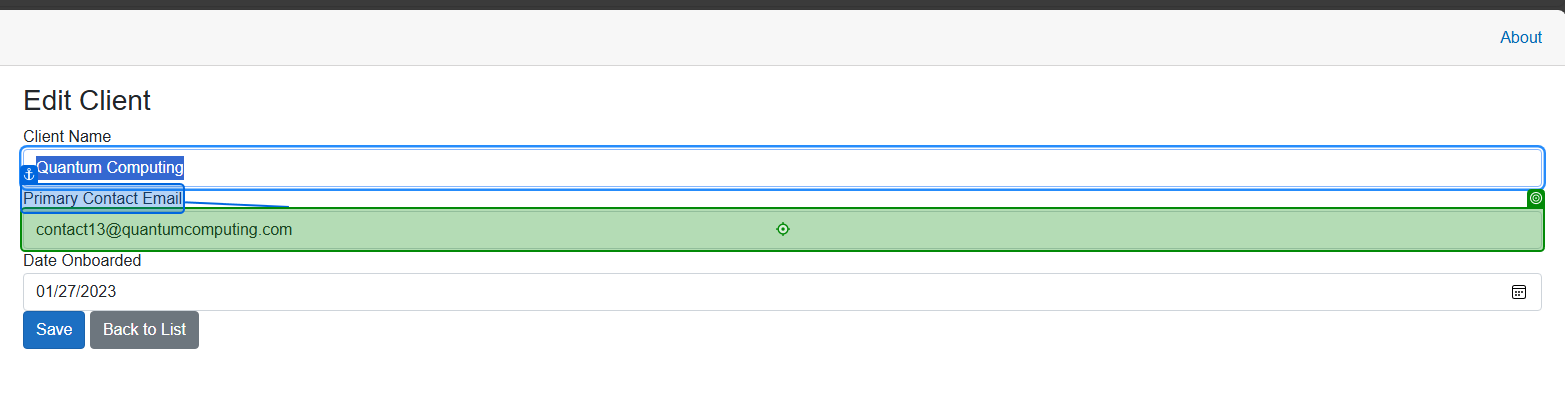 About
Edit Client
Client Name
Quantum Computing
Primary Contact Email
contact13@quantumcomputing.com
Date Onboarded
01/27/2023
Save Back to List